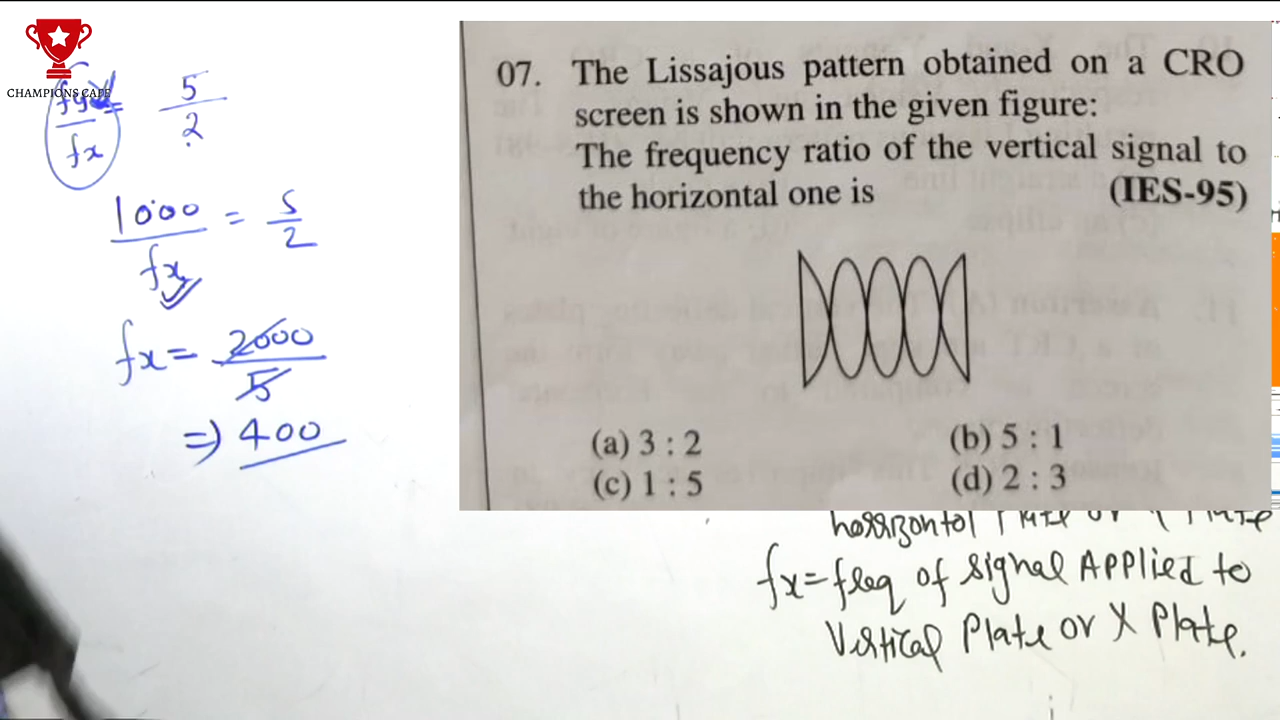 CHAMPIONS CAFE
fy
fx
=
5
2
1000
fx
=
5
2
fx =
2000
5
=> 400
07. The Lissajous pattern obtained on a CRO
screen is shown in the given figure:
The frequency ratio of the vertical signal to
the horizontal one is (IES-95)
(a) 3 : 2 (b) 5 : 1
(c) 1 : 5 (d) 2 : 3
fx = freq of signal Applied to
Vertical Plate or X Plate.